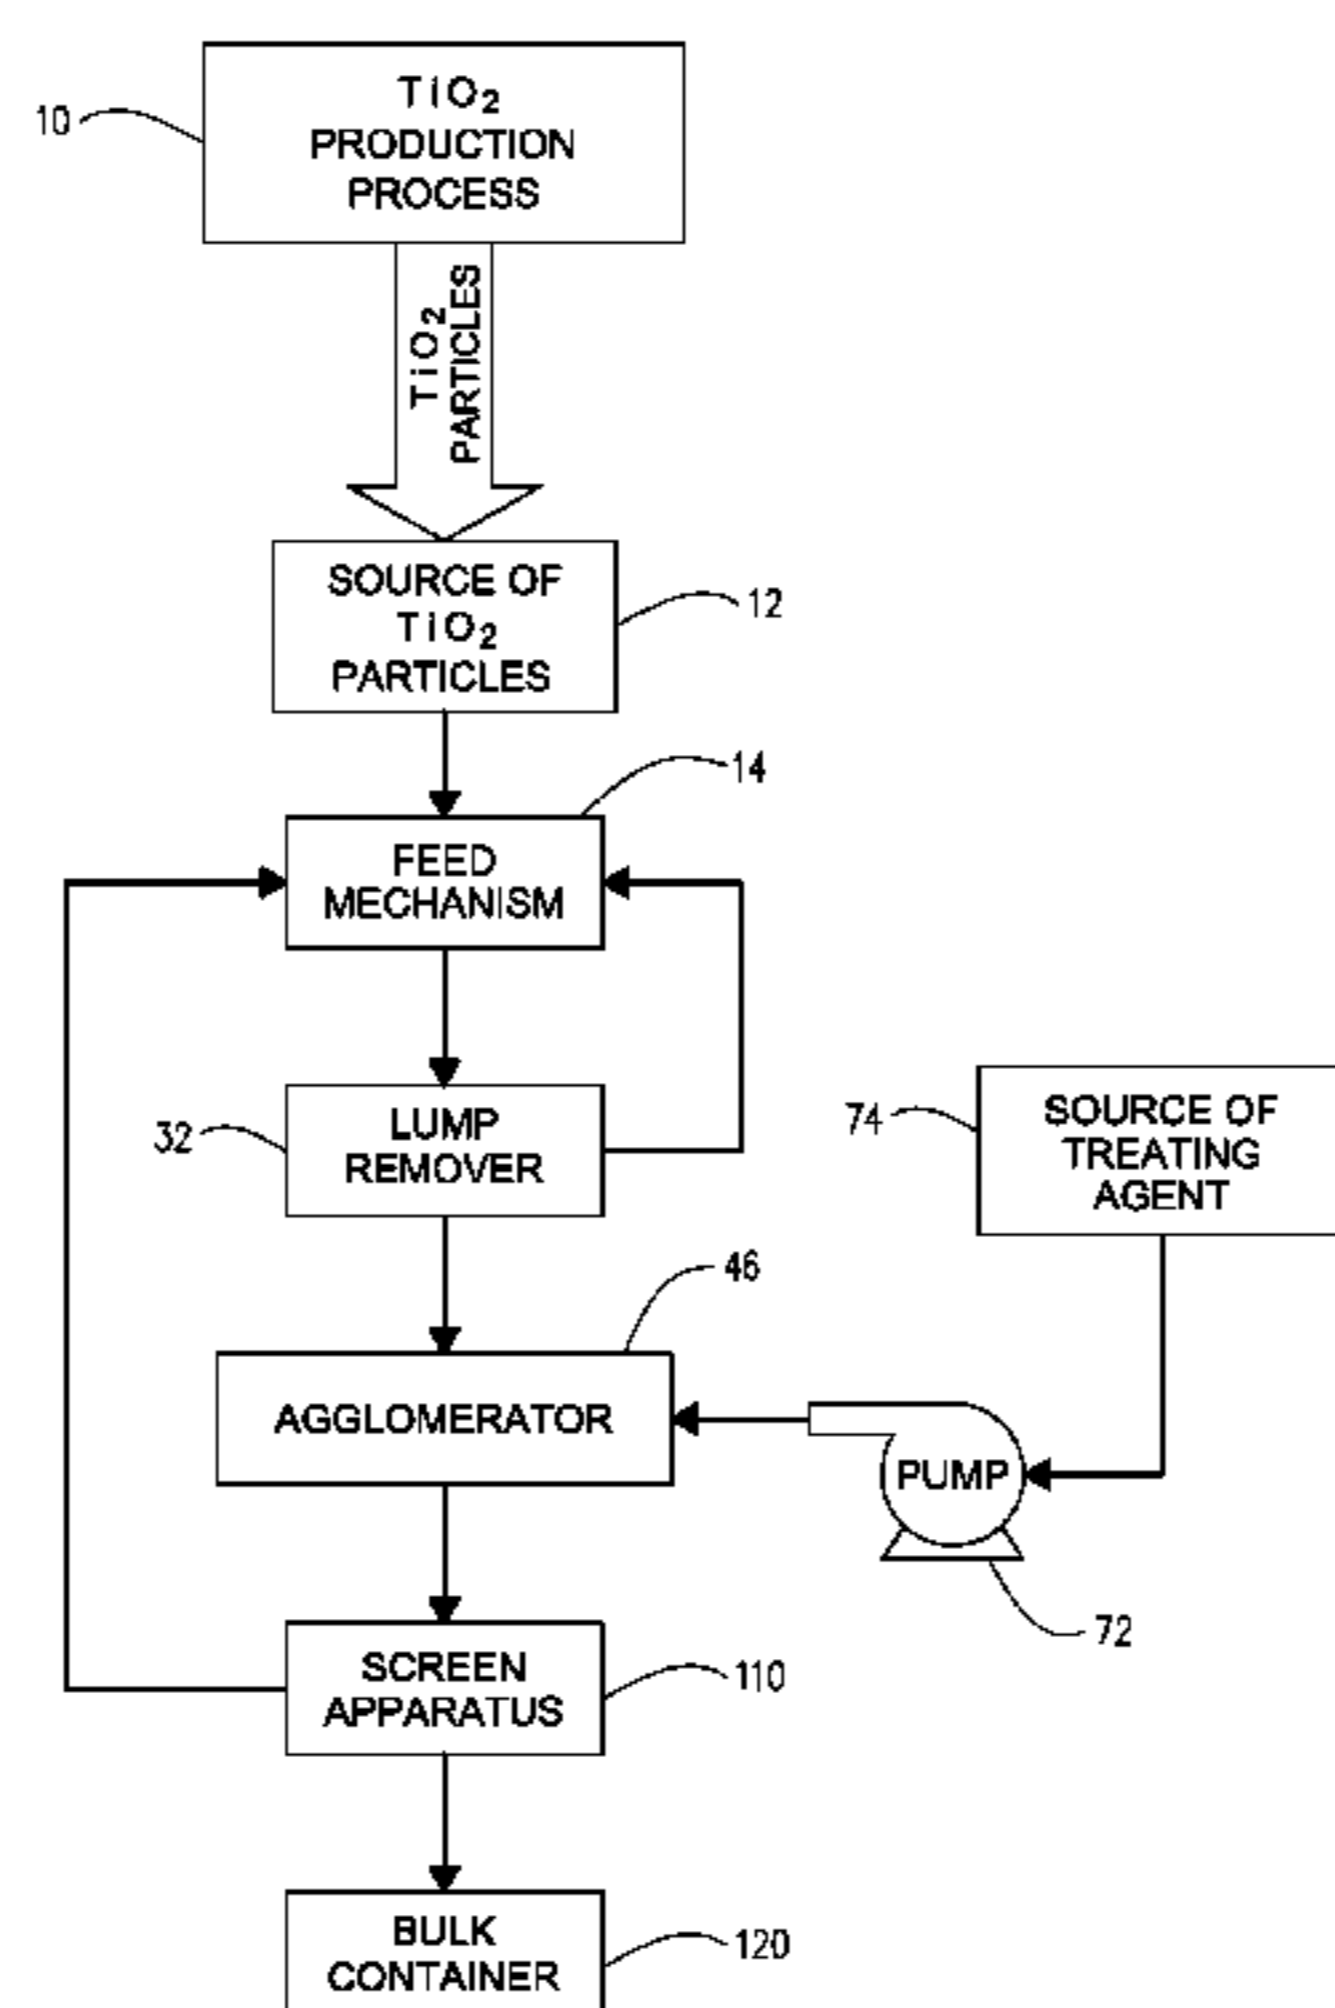 TiO2
PRODUCTION
PROCESS
10
TiO2
PARTICLES
SOURCE OF
TiO2
PARTICLES
12
14
FEED
MECHANISM
32
LUMP
REMOVER
74
SOURCE OF
TREATING
AGENT
46
AGGLOMERATOR
PUMP
72
SCREEN
APPARATUS
110
BULK
CONTAINER
120